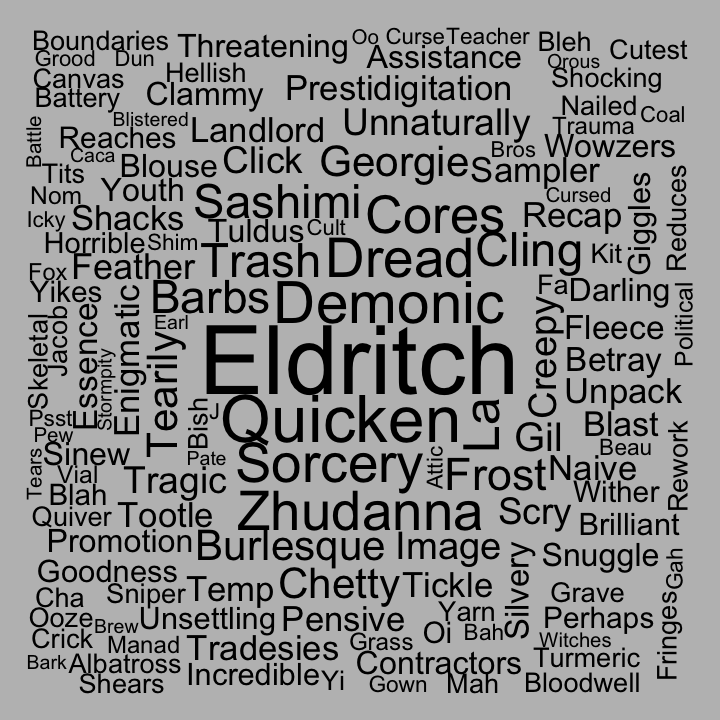 Boundaries
Threatening
Oo
Curse
Teacher
Bleh
Cutest
Grood
Dun
Assistance
Orous
Canvas
Hellish
Shocking
Battery
Clammy
Prestidigitation
Nailed
Coal
Blistered
Landlord
Unnaturally
Trauma
Battle
Reaches
Bros
Wowzers
Caca
Blouse
Click
Georgie
Sampler
Tits
Nom
Youth
Sashimi
Cores
Cursed
Giggles
Reduces
Icky
Shacks
Tuldus
Cult
Recap
Horrible
Shim
Trash
Dread
Cling
Kit
Fox
Feather
Yikes
Barbs
Demonic
Fa
Darling
Political
Skeletal
Jacob
Essence
Stormpity
Enigmatic
Earl
Tearily
Eldritch
Creepy
Fleece
Betray
Unpack
Psst
Pew
Bish
J
Quicken
La
Gil
Blast
Beau
Tears
Sinew
Pate
Sorcery
Attic
Frost
Naive
Rework
Vial
Blah
Tragic
Wither
Quiver
Tootle
Zhudanna
Scry
Brilliant
Promotion
Burlesque
Image
Silvery
Snuggle
Gah
Goodness
Cha
Sniper
Temp
Chetty
Tickle
Grave
Ooze
Brew
Unsettling
Pensive
Yarn
Perhaps
Fringes
Crick
Manad
Tradesies
Grass
Oi
Bah
Witches
Bark
Albatross
Contractors
Turmeric
Shears
Incredible
Yi
Gown
Mah
Bloodwell